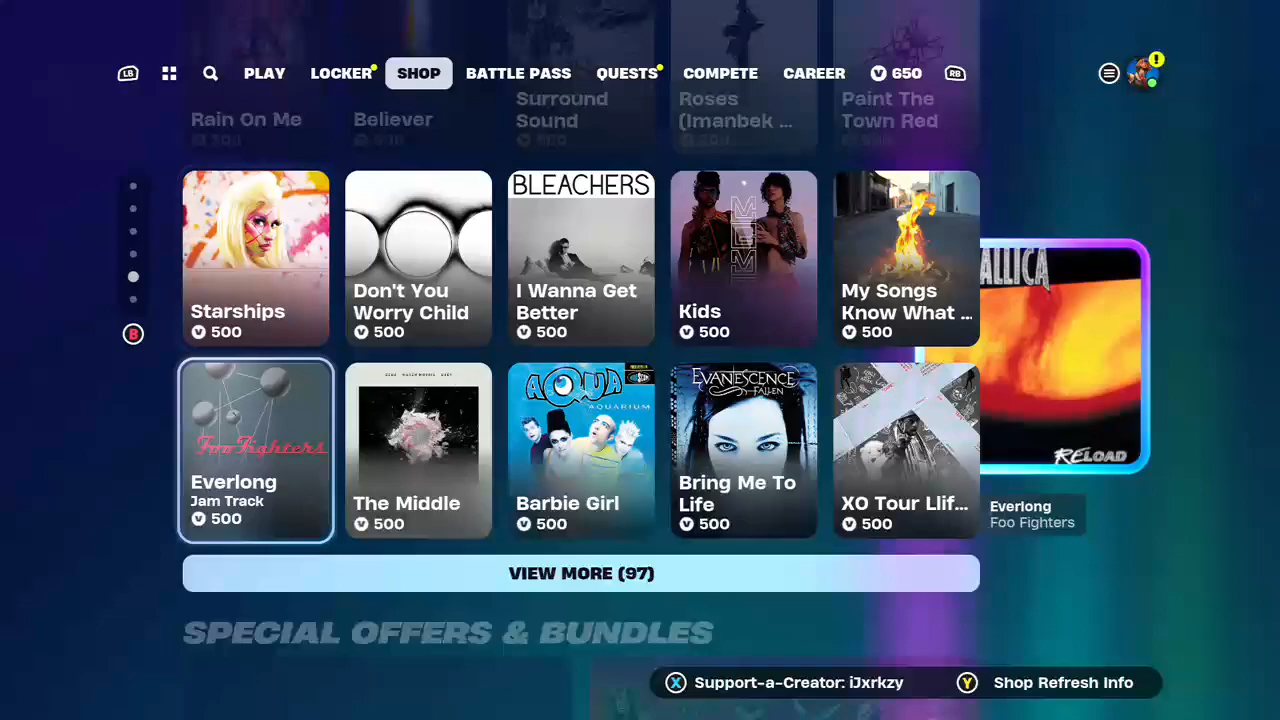 LB
PLAY
LOCKER
SHOP
BATTLE PASS
QUESTS
COMPETE
CAREER
V 650
RB
Rain On Me
Believer
Surround
Sound
Roses
(Imanbek ...
Paint The
Town Red
Starships
V 500
Don't You
Worry Child
V 500
BLEACHERS
I Wanna Get
Better
V 500
MGMT
Kids
V 500
My Songs
Know What ...
V 500
B
ALLICA
RELOAD
Foo Fighters
Everlong
Jam Track
V 500
The Middle
V 500
AQUA
AQUARIUM
Barbie Girl
V 500
EVANESCENCE
FALLEN
Bring Me To
Life
V 500
XO Tour Llif...
V 500
Everlong
Foo Fighters
VIEW MORE (97)
SPECIAL OFFERS & BUNDLES
X Support-a-Creator: iJxrkzy
Y Shop Refresh Info